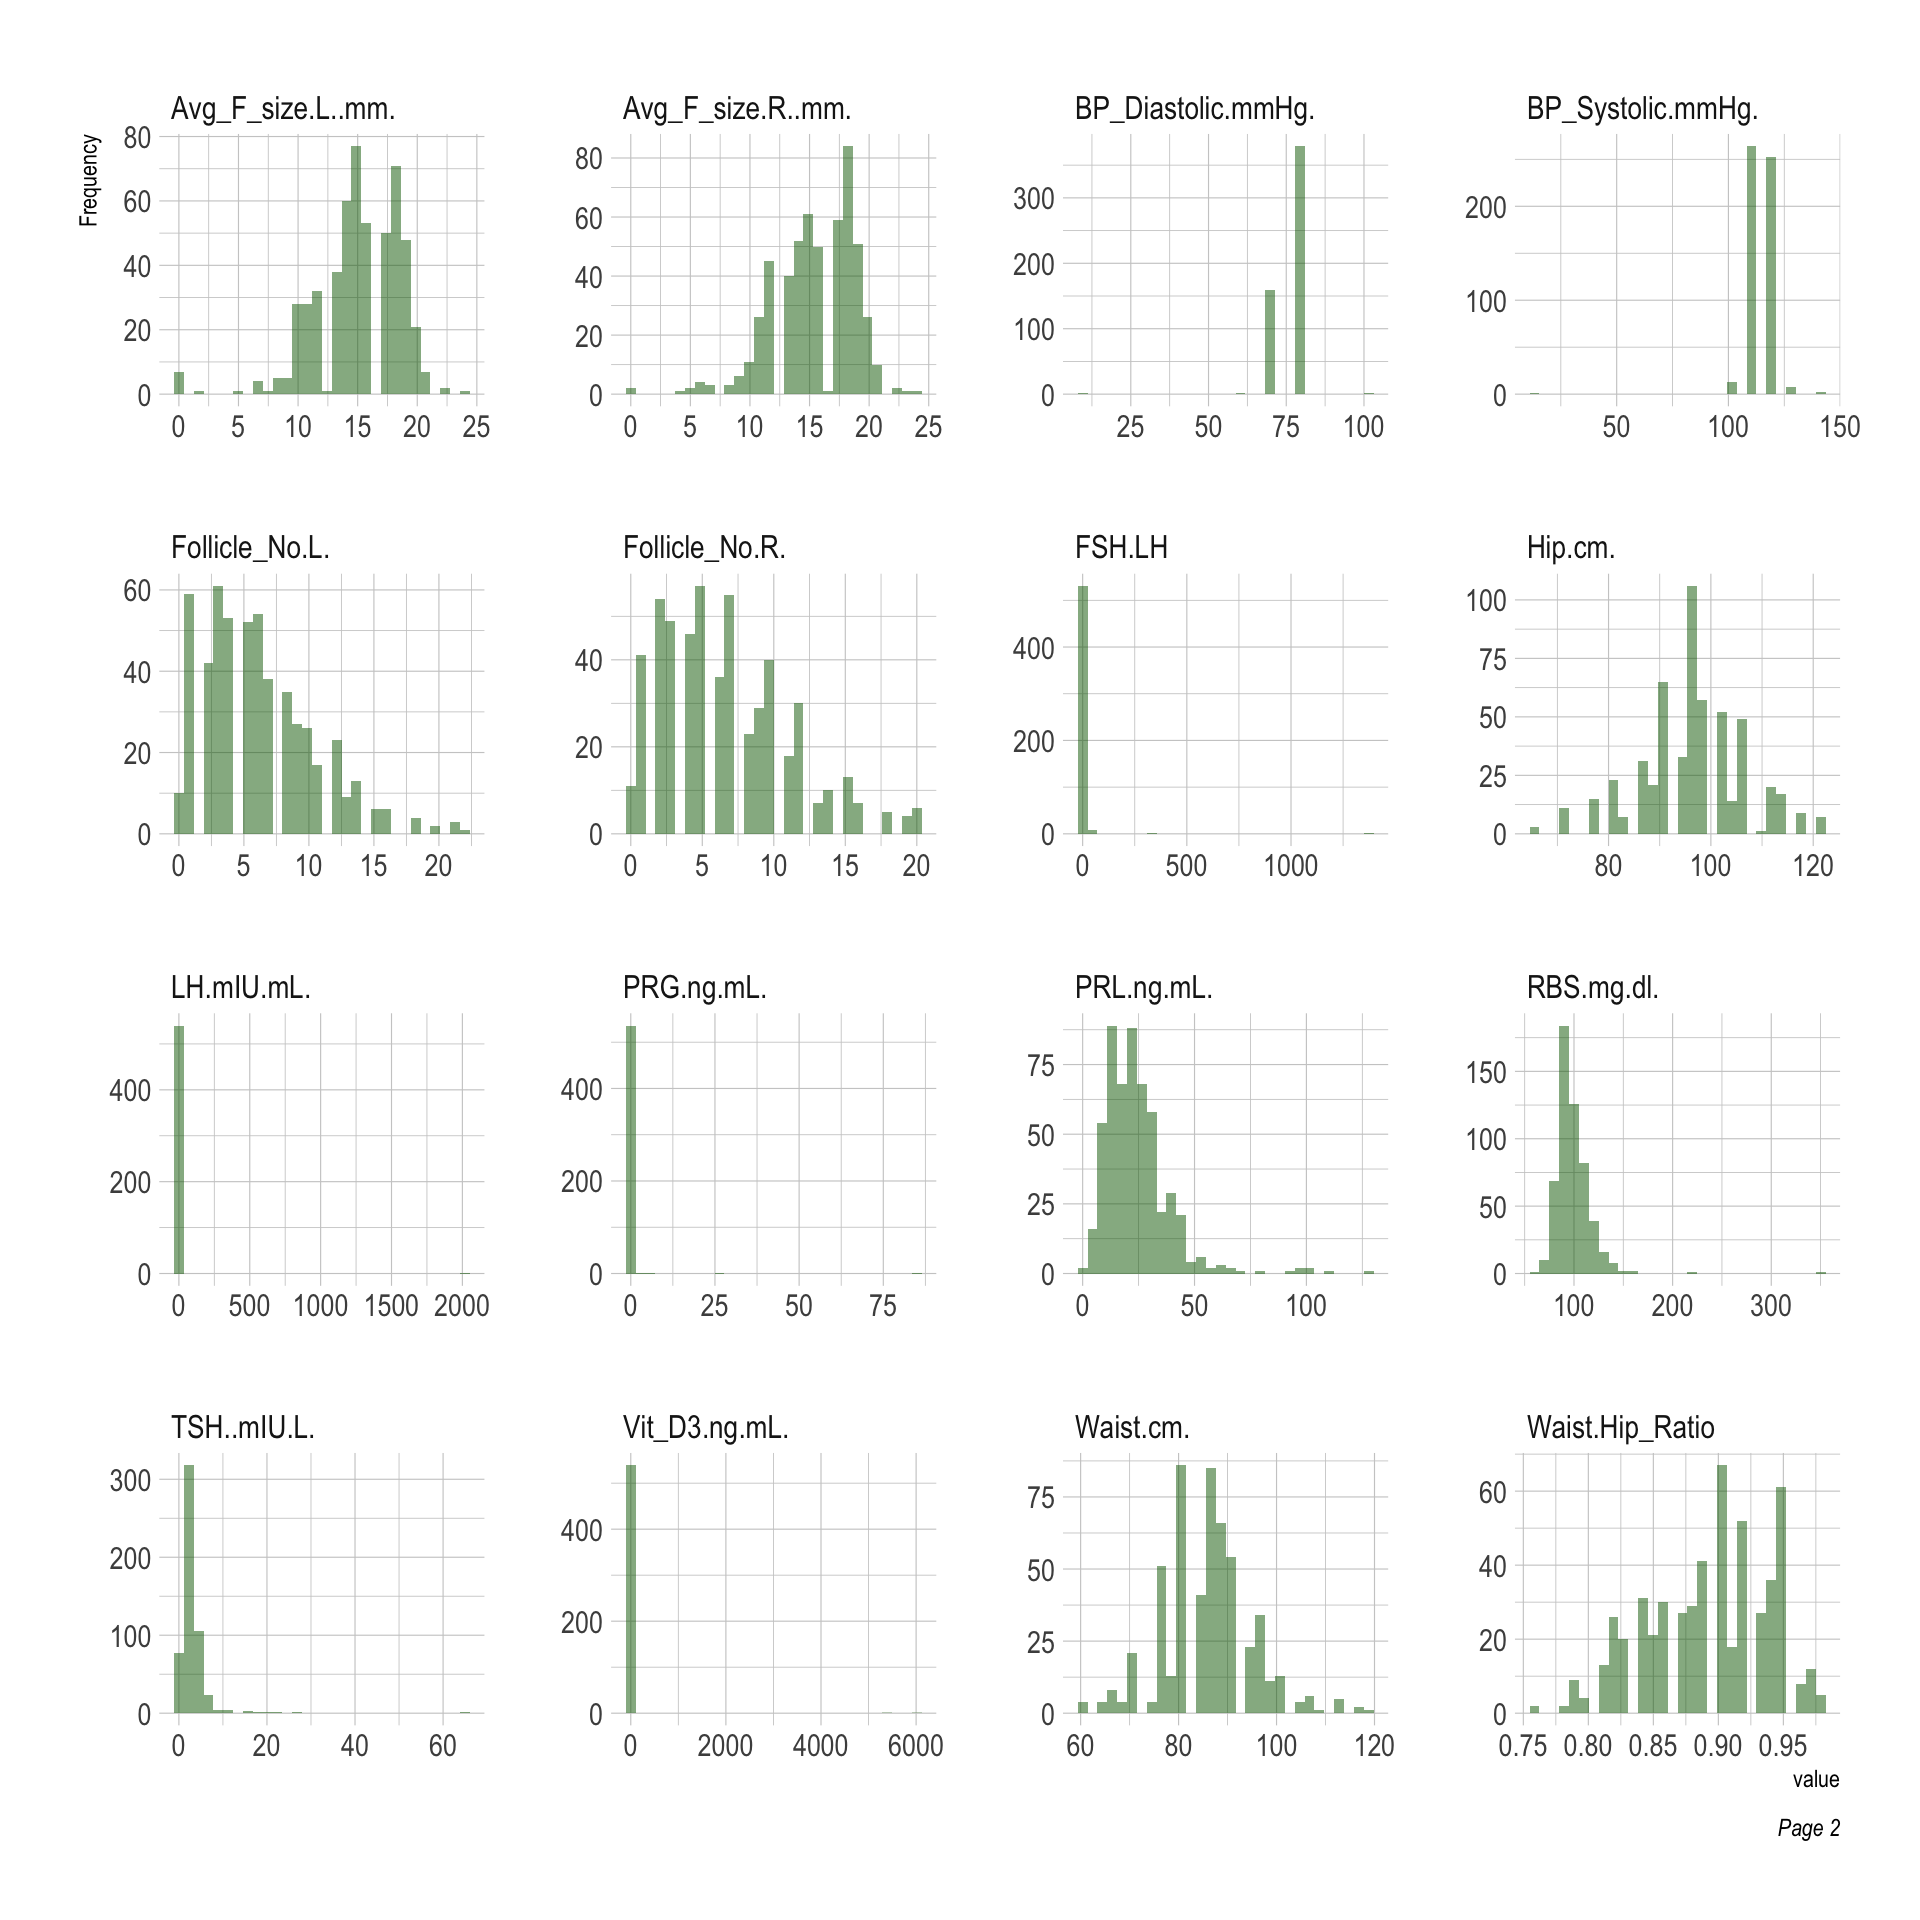 Avg_F_size.L..mm. Avg_F_size.R..mm. BP_Diastolic.mmHg. BP_Systolic.mmHg.
Frequency
80 60 40 20 0
0 5 10 15 20 25
80 60 40 20 0
0 5 10 15 20 25
300 200 100 0
25 50 75 100
200 100 0
50 100 150
Follicle_No.L. Follicle_No.R. FSH.LH Hip.cm.
60 40 20 0
0 5 10 15 20
40 20 0
0 5 10 15 20
400 200 0
0 500 1000
100 75 50 25 0
80 100 120
LH.mIU.mL. PRG.ng.mL. PRL.ng.mL. RBS.mg.dl.
400 200 0
0 500 1000 1500 2000
400 200 0
0 25 50 75
75 50 25 0
0 50 100
150 100 50 0
100 200 300
TSH..mIU.L. Vit_D3.ng.mL. Waist.cm. Waist.Hip_Ratio
300 200 100 0
0 20 40 60
400 200 0
0 2000 4000 6000
75 50 25 0
60 80 100 120
60 40 20 0
0.75 0.80 0.85 0.90 0.95
value
Page 2